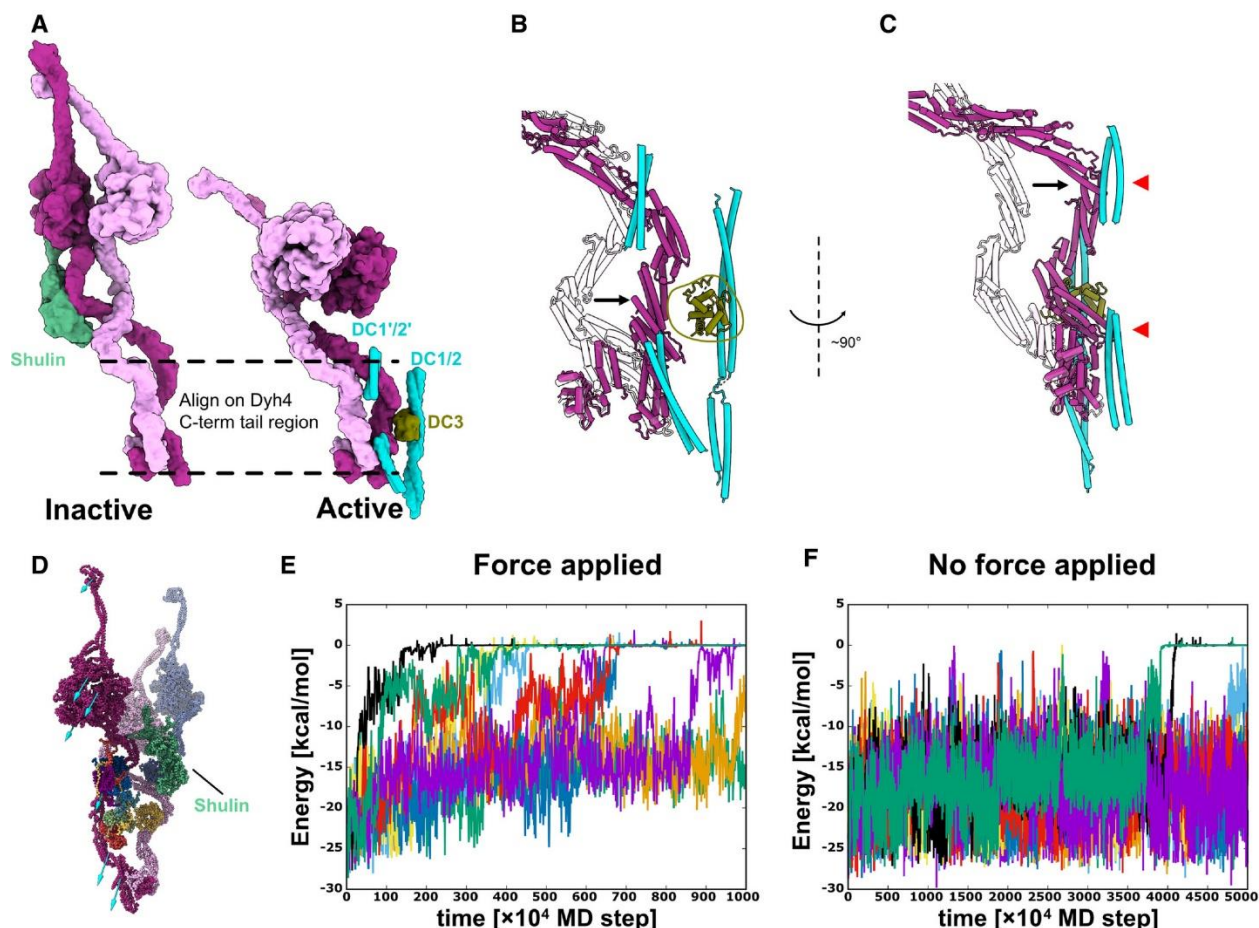 A
B
C
Shulin
DC1'/2'
DC1/2
Align on Dyh4
C-term tail region
DC3
Inactive
Active
~90°
D
Shulin
E
Force applied
Energy [kcal/mol]
5
0
-5
-10
-15
-20
-25
-30
0 100 200 300 400 500 600 700 800 900 1000
time [×10⁴ MD step]
F
No force applied
Energy [kcal/mol]
5
0
-5
-10
-15
-20
-25
-30
0 500 1000 1500 2000 2500 3000 3500 4000 4500 5000
time [×10⁴ MD step]